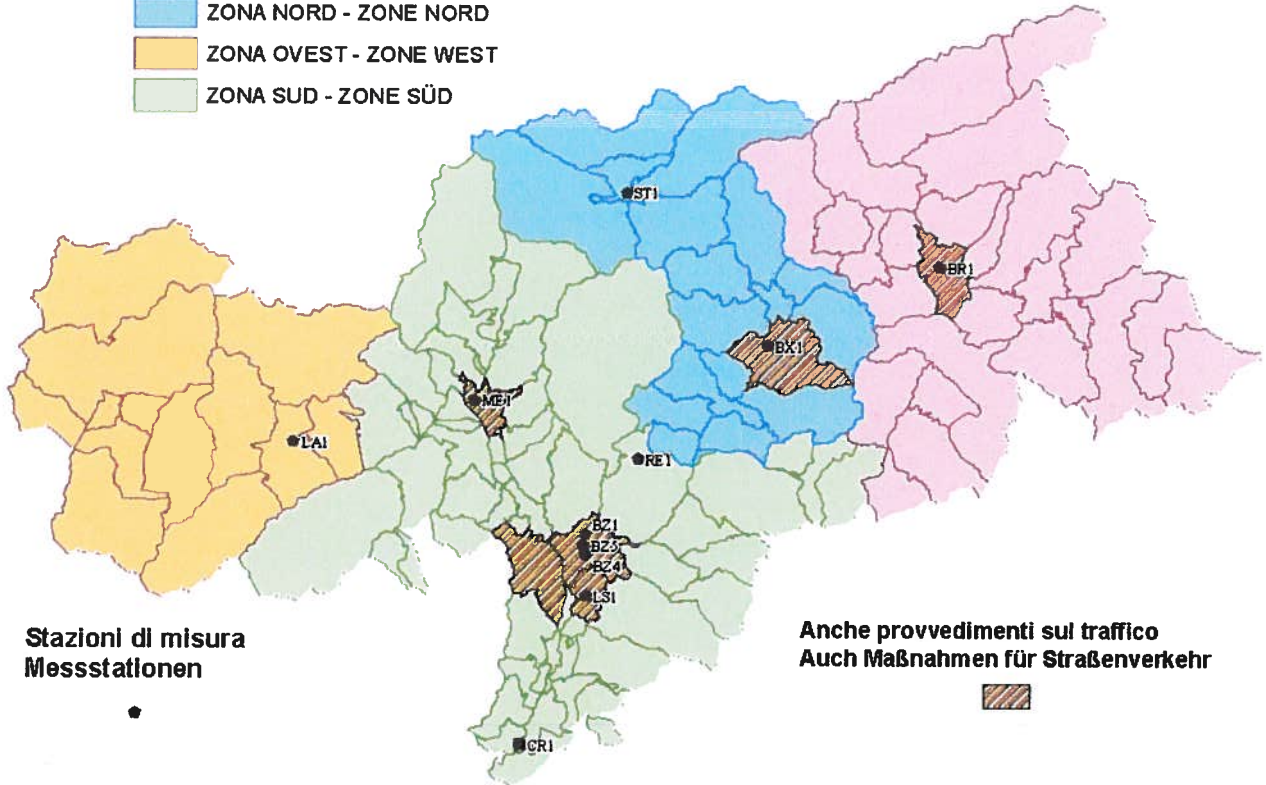 ZONA NORD - ZONE NORD
ZONA OVEST - ZONE WEST
ZONA SUD - ZONE SÜD
ST1
BR1
BX1
ME1
LA1
RE1
BZ1
BZ5
BZ4
LS1
Stazioni di misura
Messstationen
Anche provvedimenti sul traffico
Auch Maßnahmen für Straßenverkehr
CR1